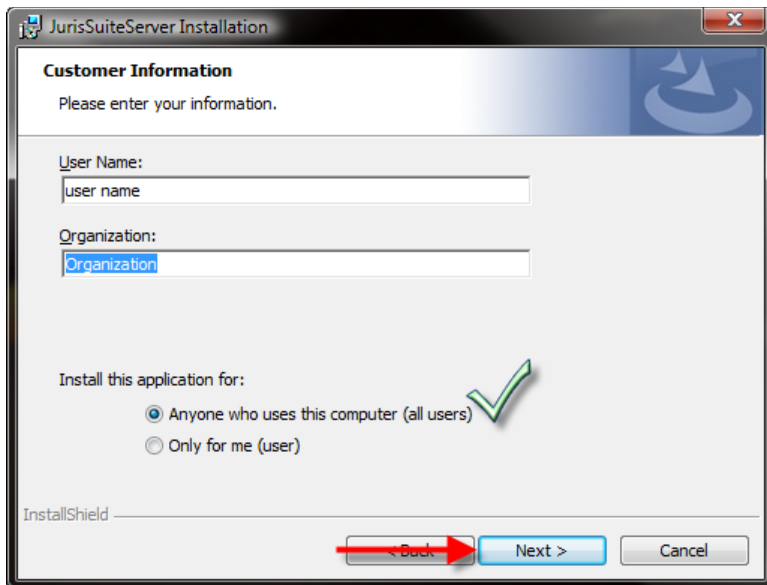 JurisSuiteServer Installation
Customer Information
Please enter your information.
User Name:
user name
Organization:
Organization
Install this application for:
Anyone who uses this computer (all users)
Only for me (user)
InstallShield
< Back
Next >
Cancel